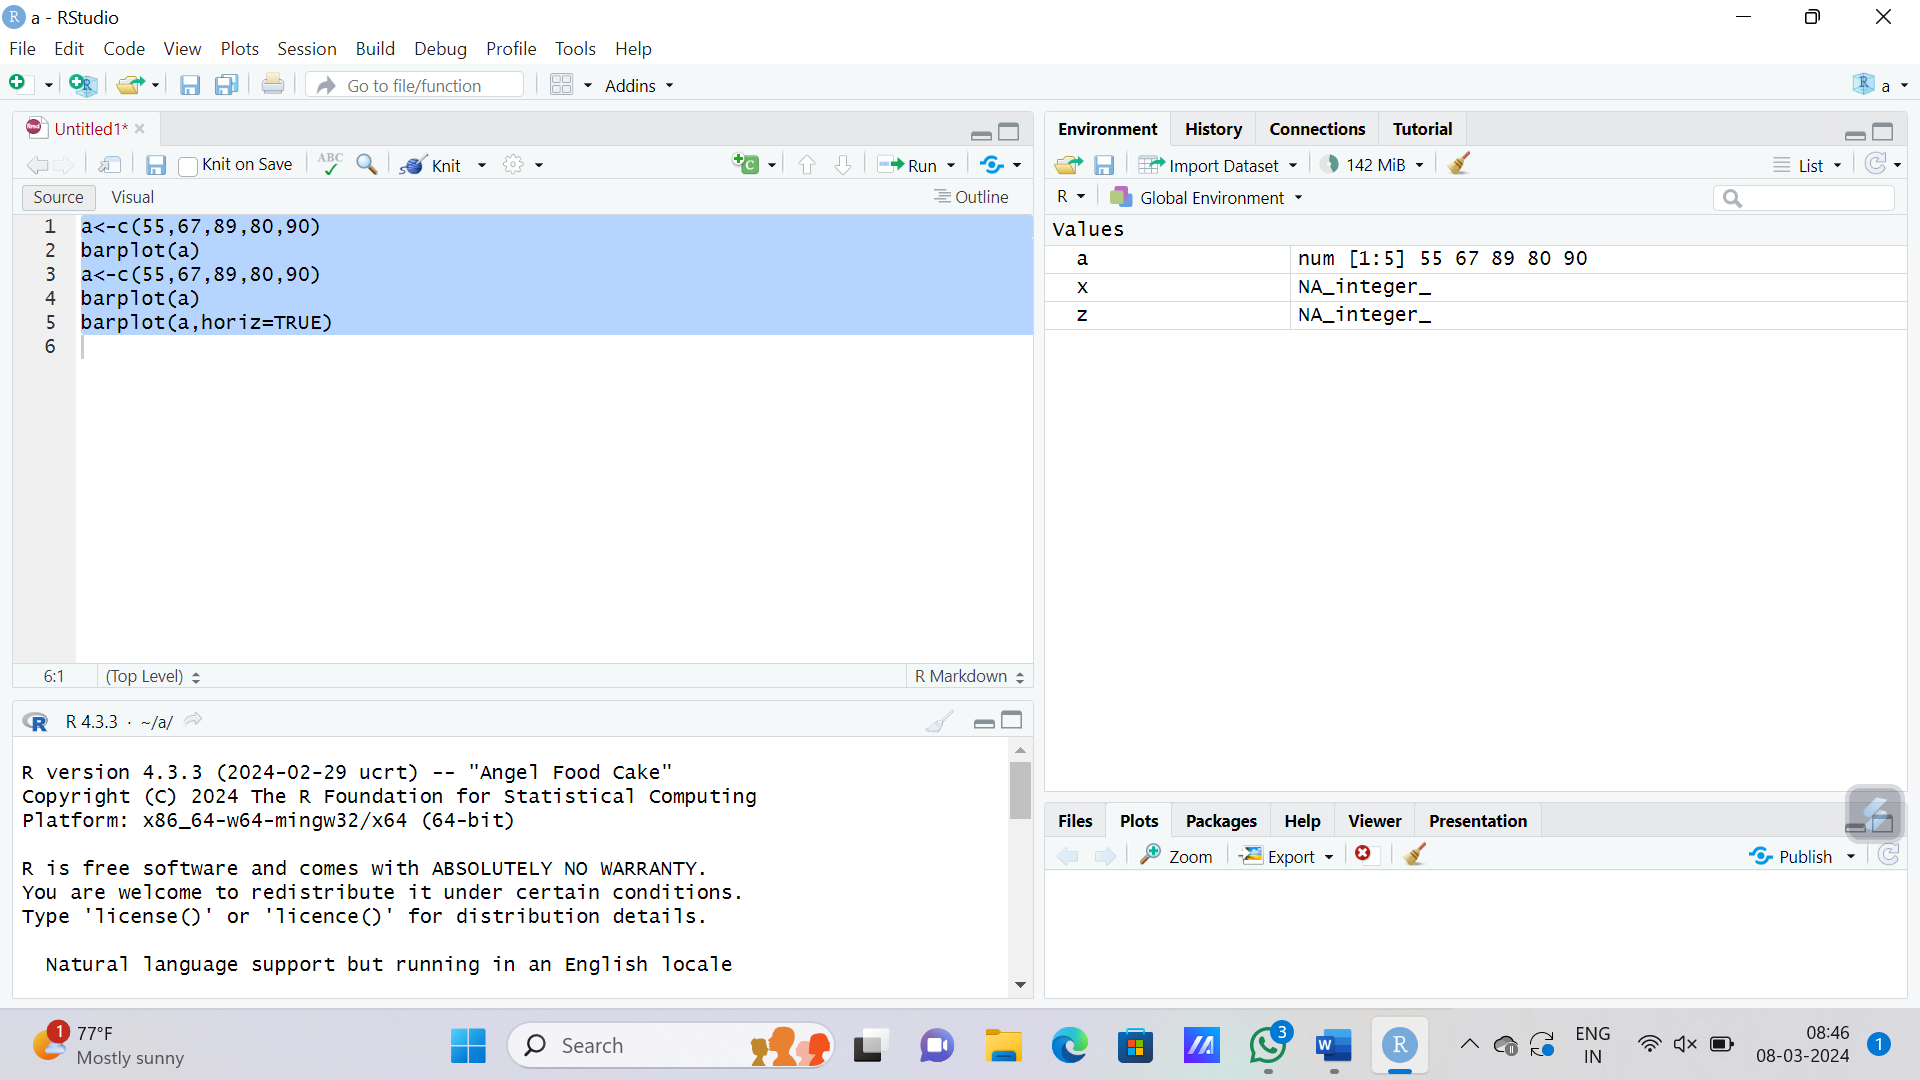 a - RStudio
File Edit Code View Plots Session Build Debug Profile Tools Help
Go to file/function Addins a
Untitled1*
Knit on Save ABC Knit Run
Source Visual Outline
1 a<-c(55,67,89,80,90)
2 barplot(a)
3 a<-c(55,67,89,80,90)
4 barplot(a)
5 barplot(a,horiz=TRUE)
6
6:1 (Top Level) R Markdown
R 4.3.3 · ~/a/
R version 4.3.3 (2024-02-29 ucrt) -- "Angel Food Cake"
Copyright (C) 2024 The R Foundation for Statistical Computing
Platform: x86_64-w64-mingw32/x64 (64-bit)
R is free software and comes with ABSOLUTELY NO WARRANTY.
You are welcome to redistribute it under certain conditions.
Type 'license()' or 'licence()' for distribution details.
Natural language support but running in an English locale
Environment History Connections Tutorial
Import Dataset 142 MiB List
R Global Environment
Values
a num [1:5] 55 67 89 80 90
x NA_integer_
z NA_integer_
Files Plots Packages Help Viewer Presentation
Zoom Export Publish
1 77°F
Mostly sunny
Search
3
ENG
IN
08:46
08-03-2024
1